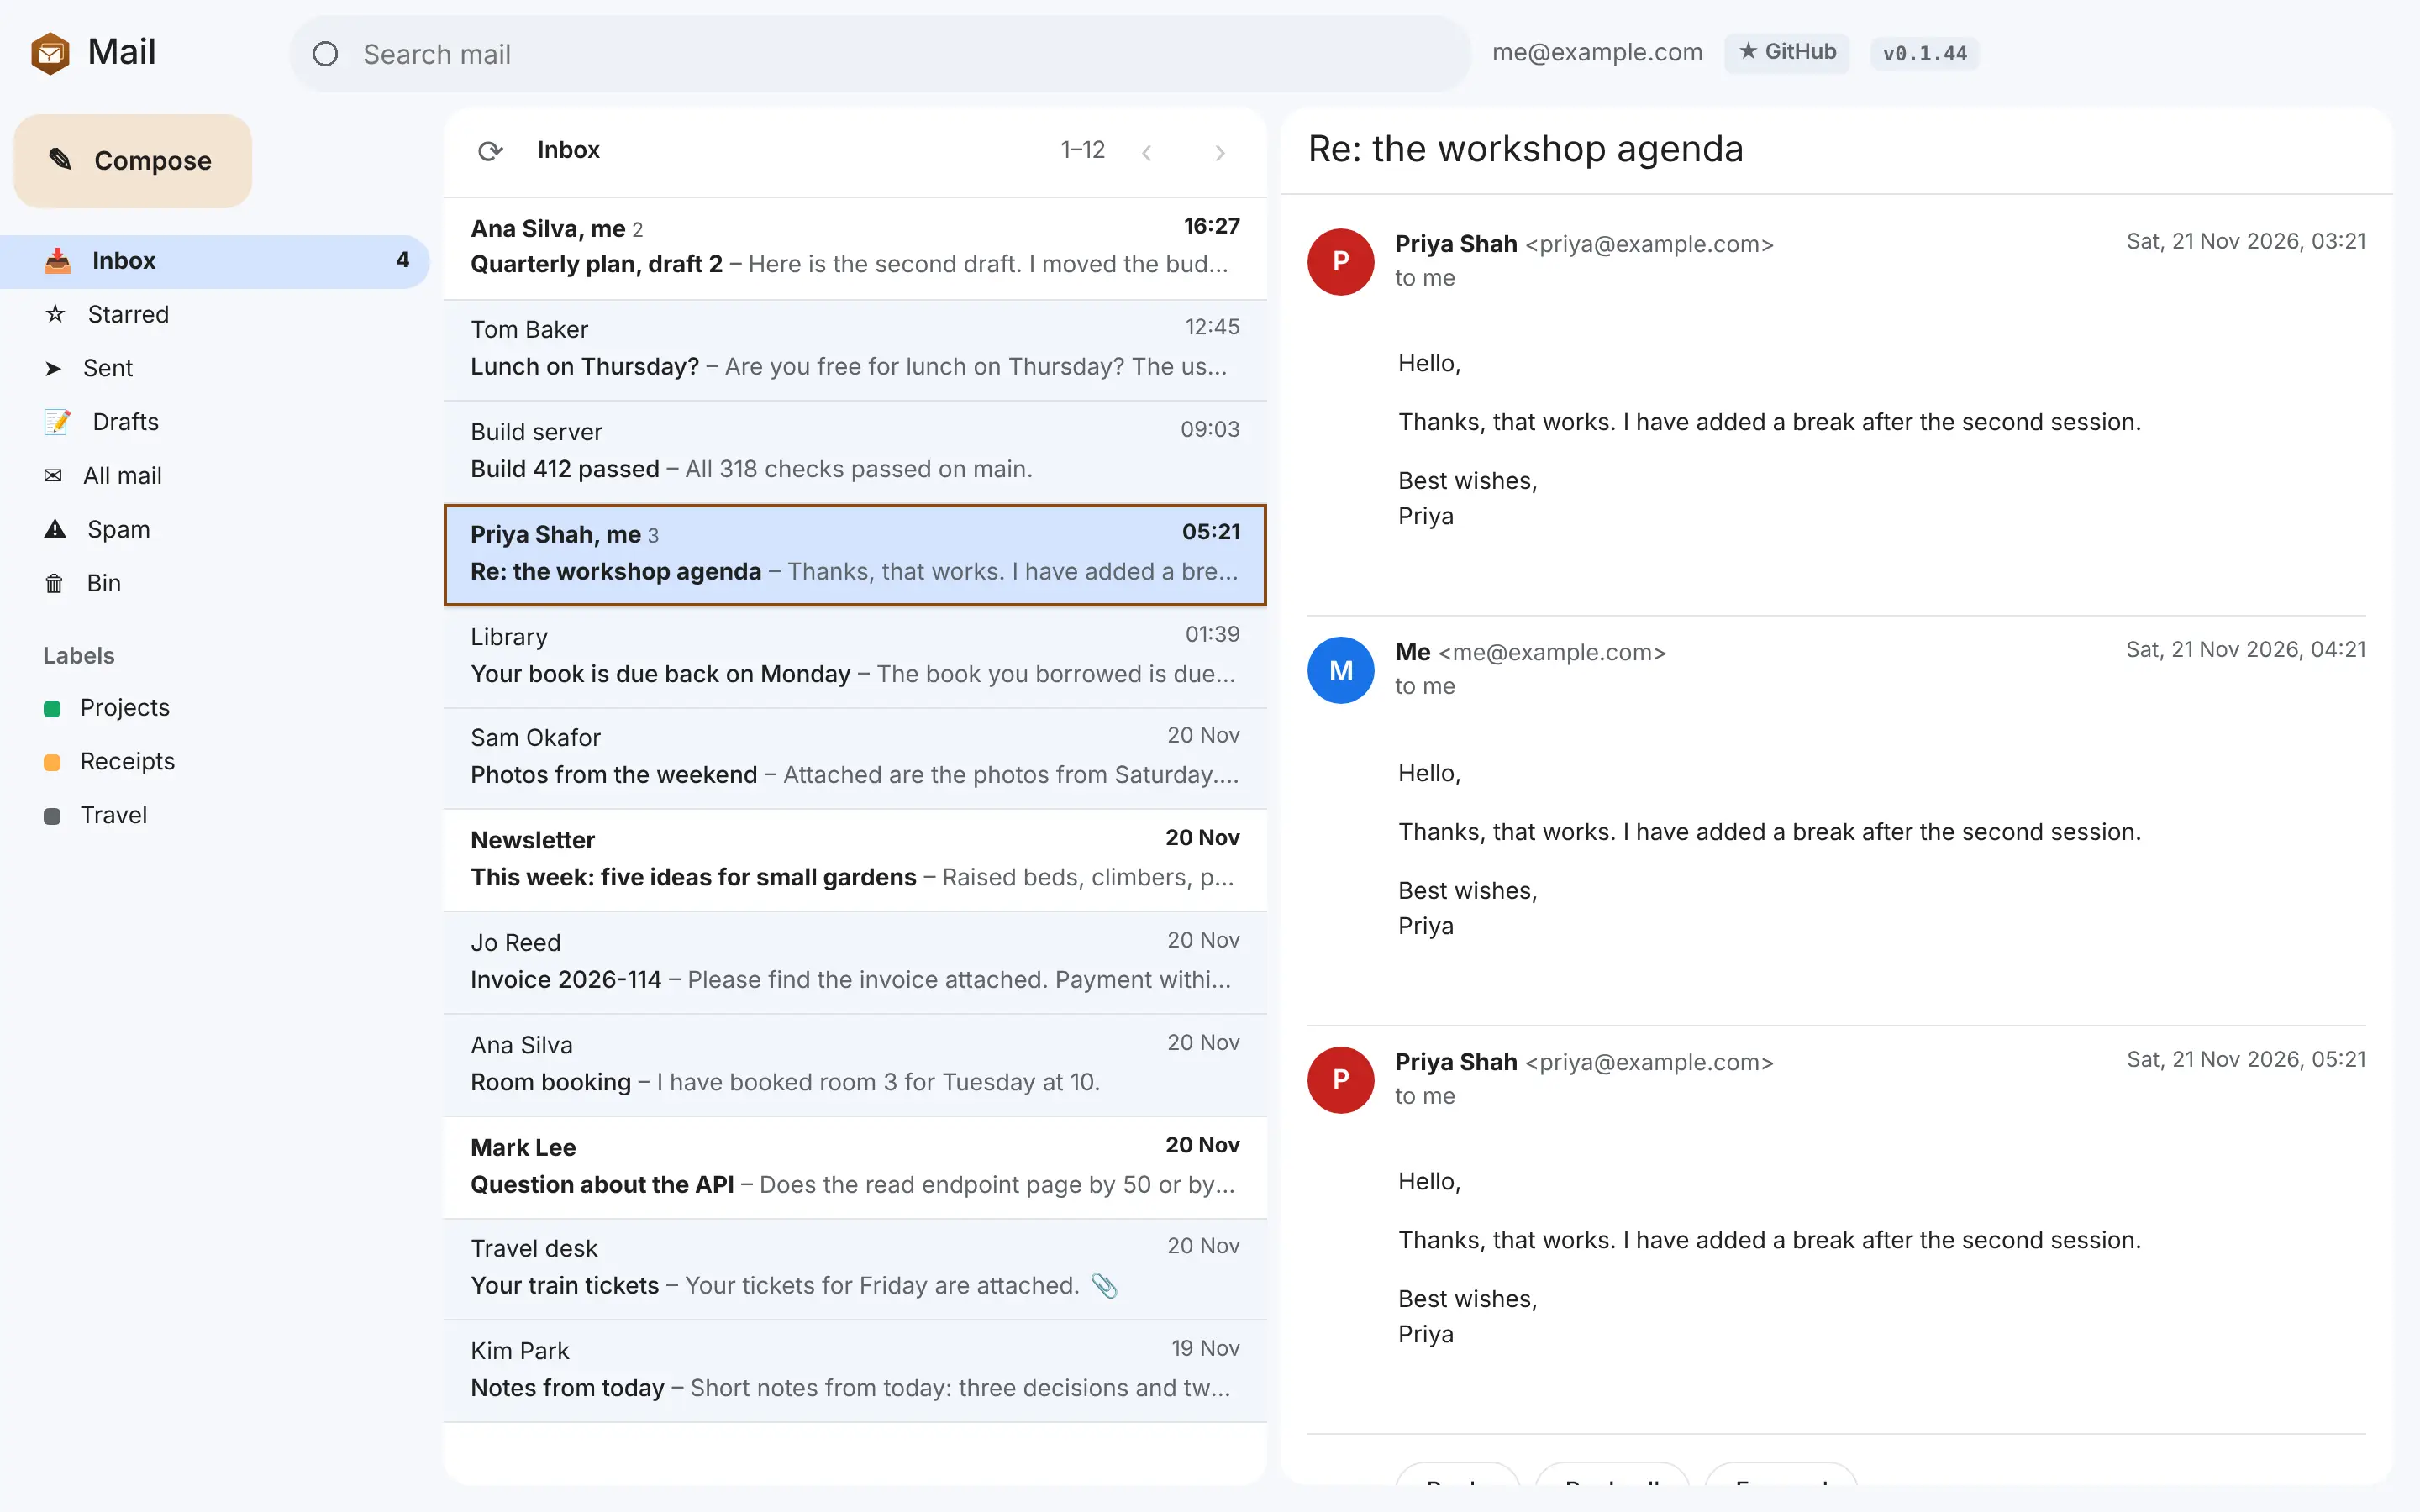 Mail
Search mail
me@example.com
★ GitHub
v0.1.44
Compose
Inbox 4
Starred
Sent
Drafts
All mail
Spam
Bin
Labels
Projects
Receipts
Travel
Inbox 1–12
Ana Silva, me 2 16:27
Quarterly plan, draft 2 – Here is the second draft. I moved the bud...
Tom Baker 12:45
Lunch on Thursday? – Are you free for lunch on Thursday? The us...
Build server 09:03
Build 412 passed – All 318 checks passed on main.
Priya Shah, me 3 05:21
Re: the workshop agenda – Thanks, that works. I have added a bre...
Library 01:39
Your book is due back on Monday – The book you borrowed is due...
Sam Okafor 20 Nov
Photos from the weekend – Attached are the photos from Saturday....
Newsletter 20 Nov
This week: five ideas for small gardens – Raised beds, climbers, p...
Jo Reed 20 Nov
Invoice 2026-114 – Please find the invoice attached. Payment withi...
Ana Silva 20 Nov
Room booking – I have booked room 3 for Tuesday at 10.
Mark Lee 20 Nov
Question about the API – Does the read endpoint page by 50 or by...
Travel desk 20 Nov
Your train tickets – Your tickets for Friday are attached.
Kim Park 19 Nov
Notes from today – Short notes from today: three decisions and tw...
Re: the workshop agenda
P
Priya Shah <priya@example.com> Sat, 21 Nov 2026, 03:21
to me
Hello,
Thanks, that works. I have added a break after the second session.
Best wishes,
Priya
M
Me <me@example.com> Sat, 21 Nov 2026, 04:21
to me
Hello,
Thanks, that works. I have added a break after the second session.
Best wishes,
Priya
P
Priya Shah <priya@example.com> Sat, 21 Nov 2026, 05:21
to me
Hello,
Thanks, that works. I have added a break after the second session.
Best wishes,
Priya